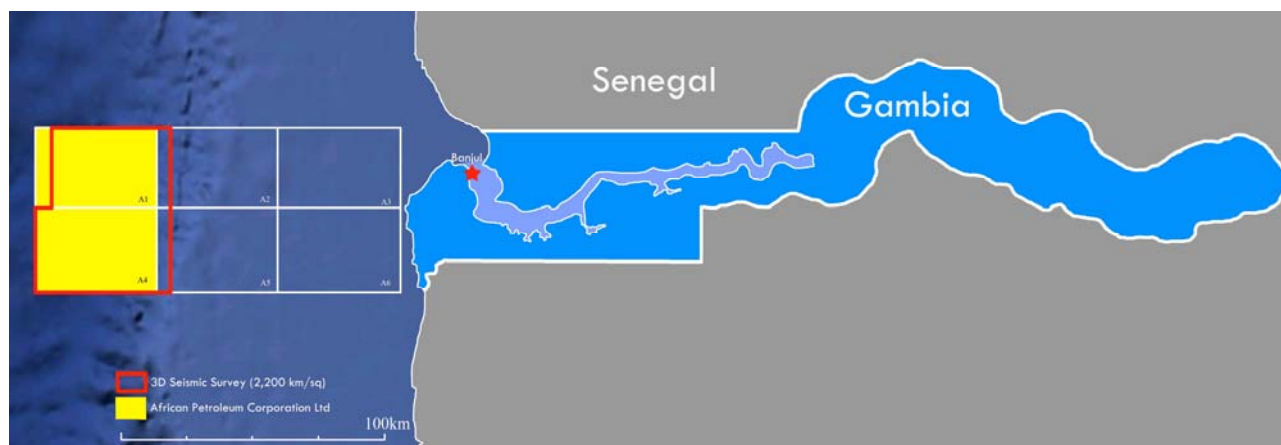 Senegal
Gambia
Banjul
A1
A2
A3
A4
A5
A6
3D Seismic Survey (2,200 km/sq)
African Petroleum Corporation Ltd
100km